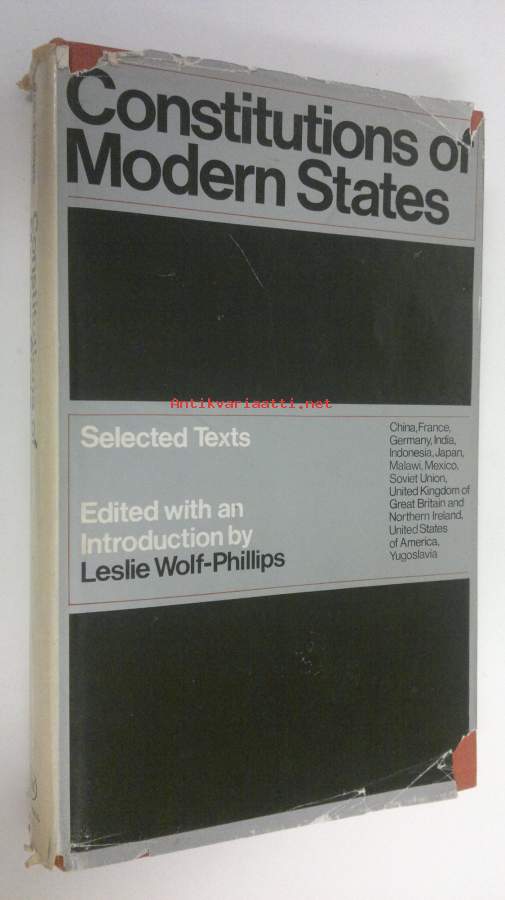 Constitutions of
Modern States
Antikvariaatti.net
Selected Texts
Edited with an
Introduction by
Leslie Wolf-Phillips
China, France,
Germany, India,
Indonesia, Japan,
Malawi, Mexico,
Soviet Union,
United Kingdom of
Great Britain and
Northern Ireland,
United States
of America,
Yugoslavia
Constitutions of